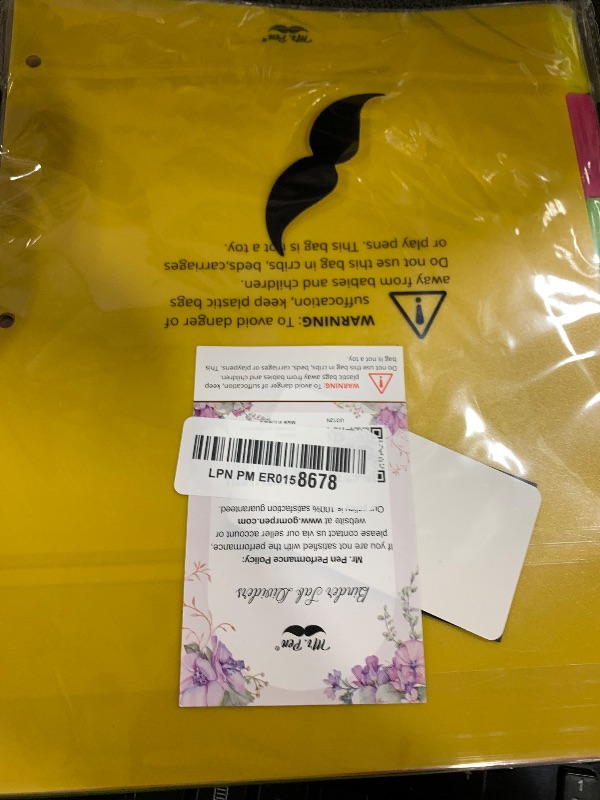 Mr. Pen®
WARNING: To avoid danger of
suffocation, keep plastic bags
away from babies and children.
Do not use this bag in cribs, beds,carriages
or play pens. This bag is not a toy.
Mr. Pen®
Binder Tab Dividers
Mr. Pen Performance Policy:
If you are not satisfied with the performance,
please contact us via our seller account or
website at www.gomrpen.com
100% satisfaction guaranteed.
LPN PM ER0158678
WARNING: To avoid danger of suffocation, keep
plastic bags away from babies and children.
Do not use this bag in cribs, beds, carriages or playpens. This
bag is not a toy.